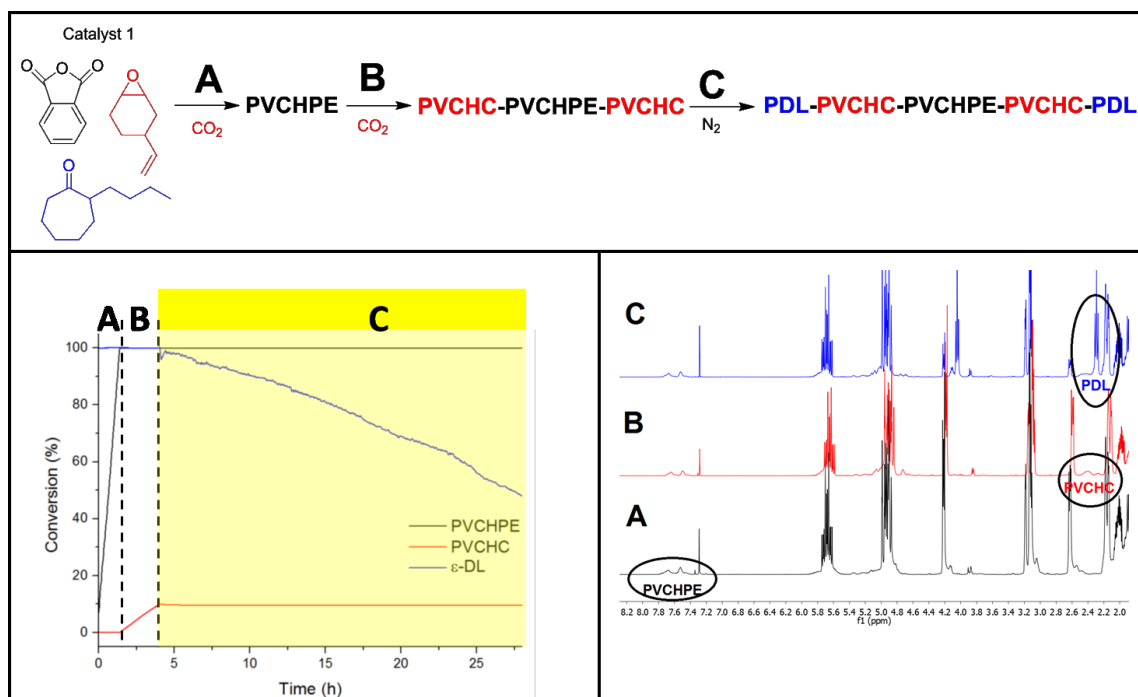 Catalyst 1
O O O
O
O
A
CO₂
PVCHPE
B
CO₂
PVCHC-PVCHPE-PVCHC
C
N₂
PDL-PVCHC-PVCHPE-PVCHC-PDL
A B C
100
80
60
40
20
0
Conversion (%)
PVCHPE
PVCHC
ε-DL
0 5 10 15 20 25
Time (h)
C
PDL
B
PVCHC
A
PVCHPE
8.2 8.0 7.8 7.6 7.4 7.2 7.0 6.8 6.6 6.4 6.2 6.0 5.8 5.6 5.4 5.2 5.0 4.8 4.6 4.4 4.2 4.0 3.8 3.6 3.4 3.2 3.0 2.8 2.6 2.4 2.2 2.0
f1 (ppm)